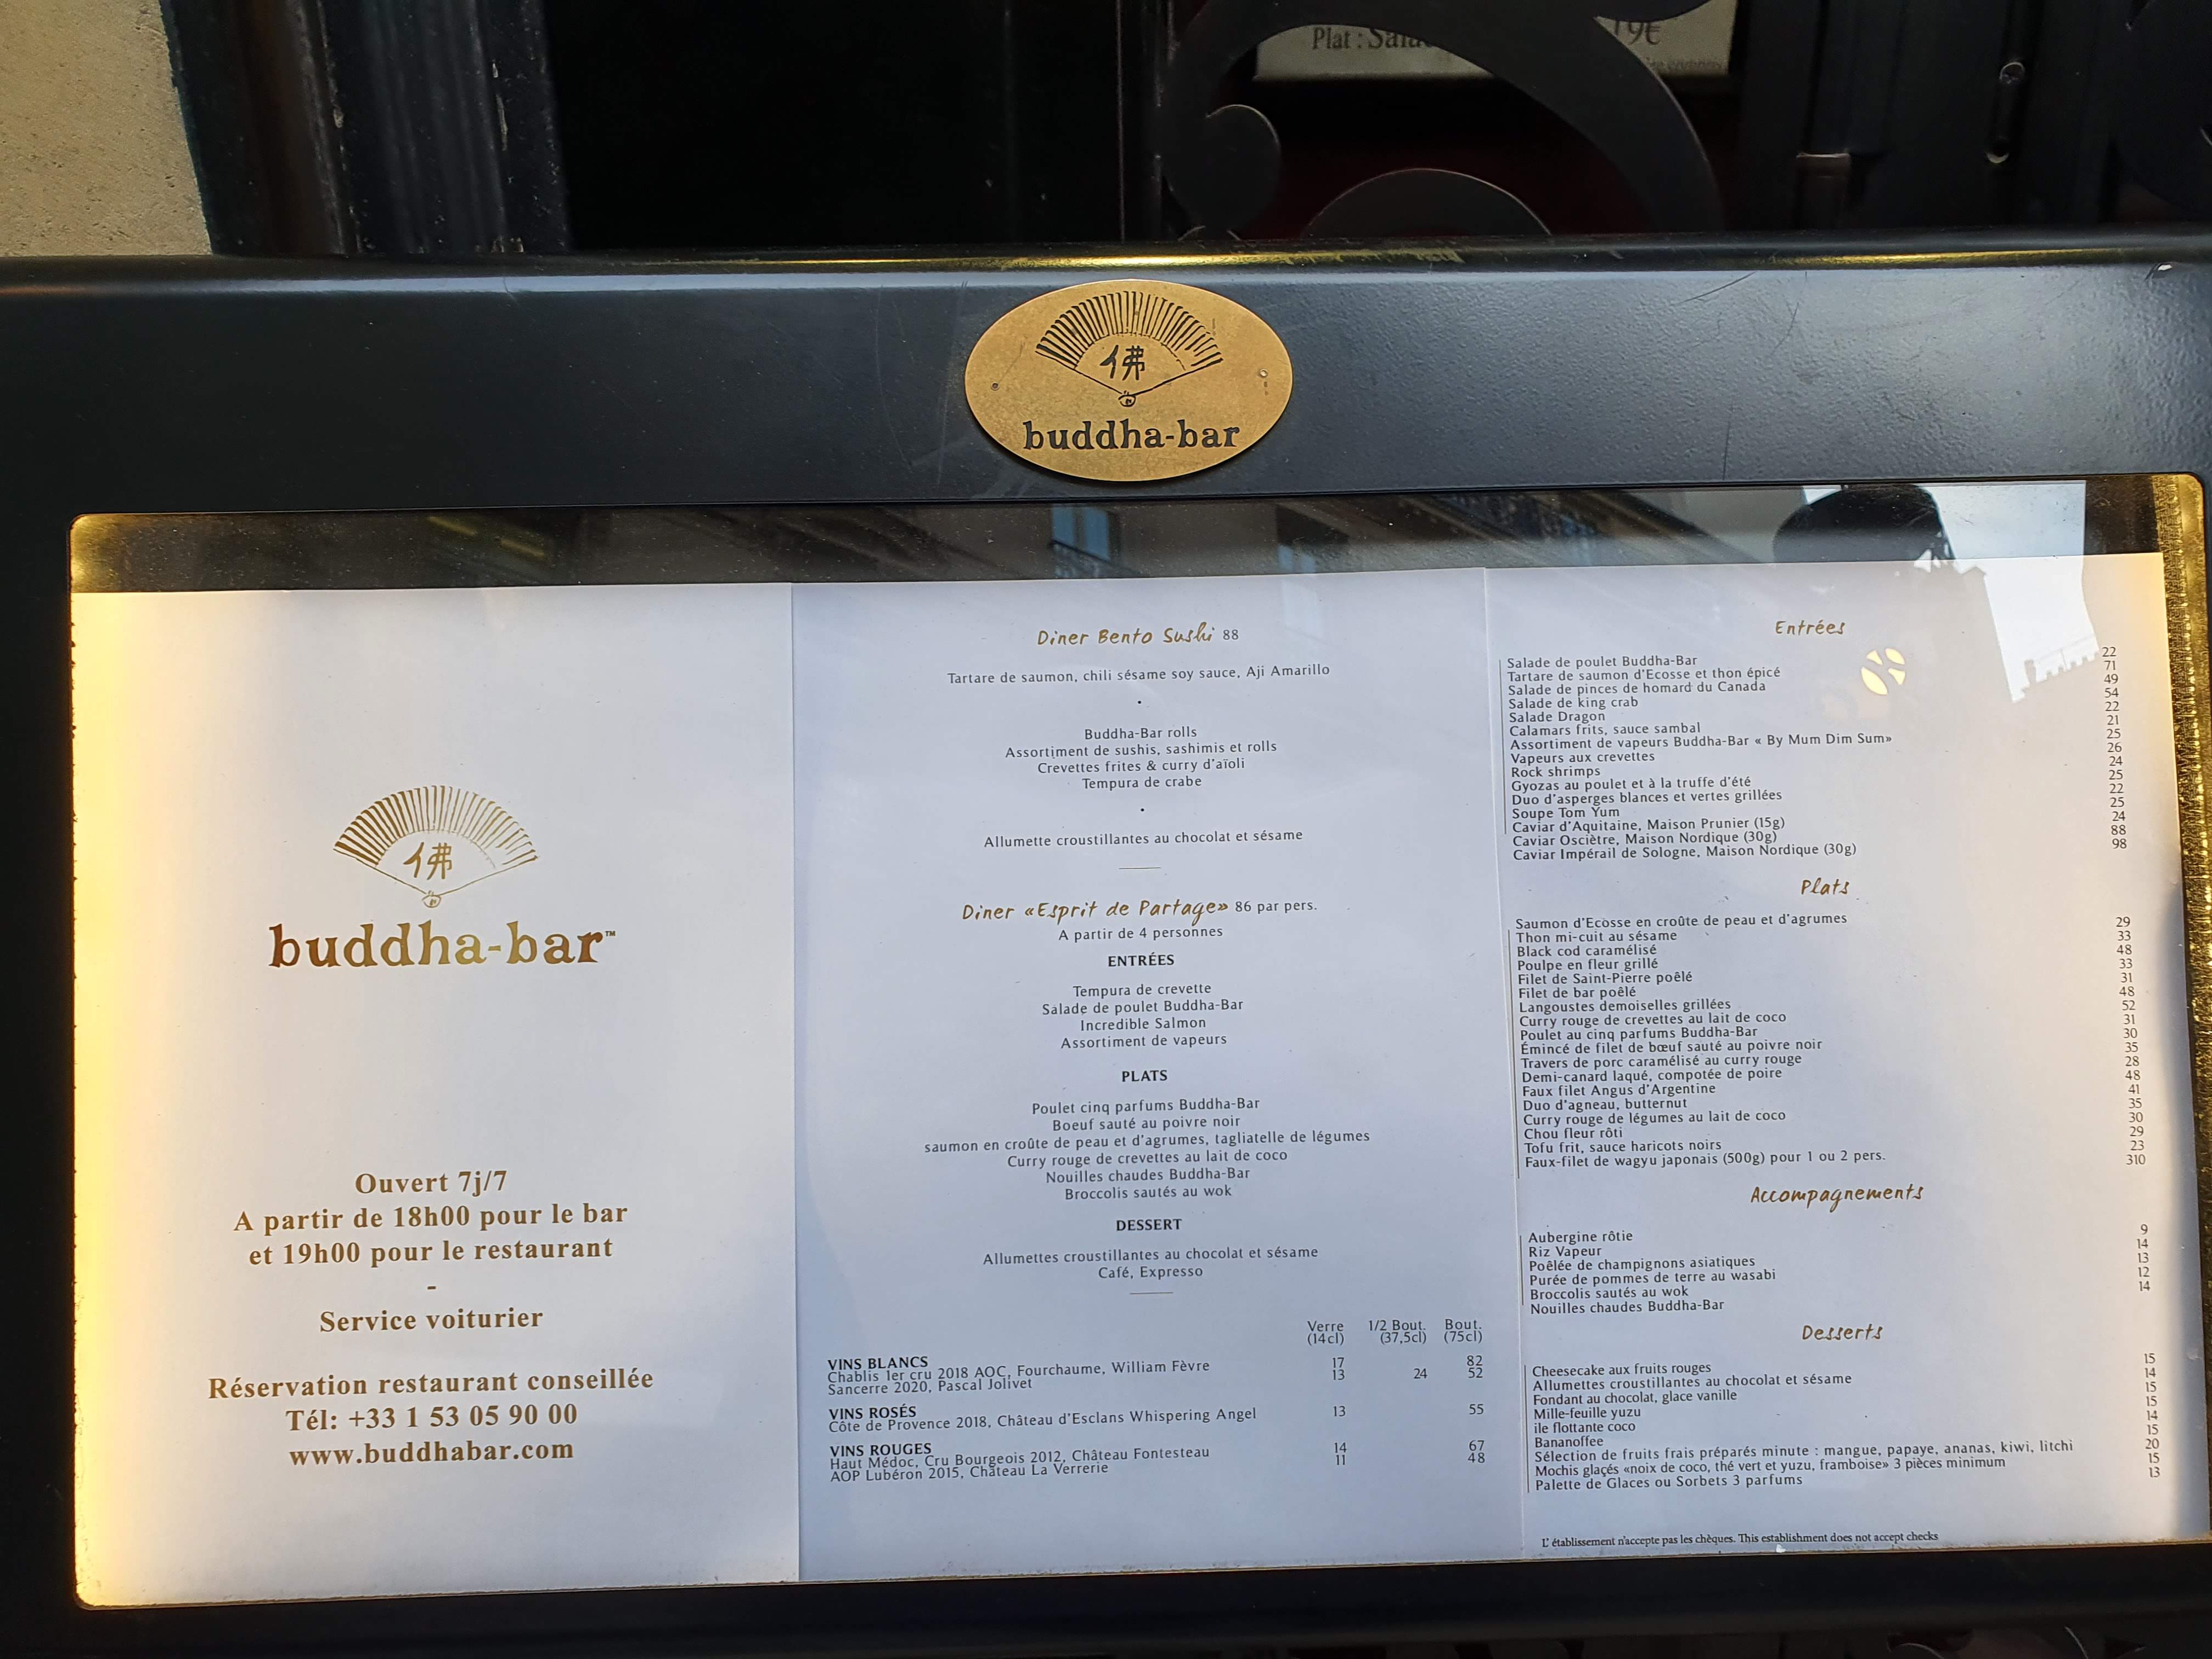 Plat : Sala
19€
buddha-bar
佛
buddha-bar™
Ouvert 7j/7
A partir de 18h00 pour le bar
et 19h00 pour le restaurant
-
Service voiturier
Réservation restaurant conseillée
Tél: +33 1 53 05 90 00
www.buddhabar.com
Diner Bento Sushi 88
Tartare de saumon, chili sésame soy sauce, Aji Amarillo
•
Buddha-Bar rolls
Assortiment de sushis, sashimis et rolls
Crevettes frites & curry d'aïoli
Tempura de crabe
•
Allumette croustillantes au chocolat et sésame
Diner «Esprit de Partage» 86 par pers.
A partir de 4 personnes
ENTRÉES
Tempura de crevette
Salade de poulet Buddha-Bar
Incredible Salmon
Assortiment de vapeurs
PLATS
Poulet cinq parfums Buddha-Bar
Boeuf sauté au poivre noir
saumon en croûte de peau et d'agrumes, tagliatelle de légumes
Curry rouge de crevettes au lait de coco
Nouilles chaudes Buddha-Bar
Broccolis sautés au wok
DESSERT
Allumettes croustillantes au chocolat et sésame
Café, Expresso
Verre 1/2 Bout. Bout.
(14cl) (37,5cl) (75cl)
VINS BLANCS
Chablis 1er cru 2018 AOC, Fourchaume, William Fèvre 17 82
Sancerre 2020, Pascal Jolivet 13 24 52
VINS ROSÉS
Côte de Provence 2018, Château d'Esclans Whispering Angel 13 55
VINS ROUGES
Haut Médoc, Cru Bourgeois 2012, Château Fontesteau 14 67
AOP Lubéron 2015, Château La Verrerie 11 48
Entrées
Salade de poulet Buddha-Bar 22
Tartare de saumon d'Ecosse et thon épicé 71
Salade de pinces de homard du Canada 49
Salade de king crab 54
Salade Dragon 22
Calamars frits, sauce sambal 21
Assortiment de vapeurs Buddha-Bar « By Mum Dim Sum» 25
Vapeurs aux crevettes 26
Rock shrimps 24
Gyozas au poulet et à la truffe d'été 25
Duo d'asperges blanches et vertes grillées 22
Soupe Tom Yum 25
Caviar d'Aquitaine, Maison Prunier (15g) 24
Caviar Oscièrtre, Maison Nordique (30g) 88
Caviar Impérail de Sologne, Maison Nordique (30g) 98
Plats
Saumon d'Ecosse en croûte de peau et d'agrumes 29
Thon mi-cuit au sésame 33
Black cod caramélisé 48
Poulpe en fleur grillé 33
Filet de Saint-Pierre poêlé 31
Filet de bar poêlé 48
Langoustes demoiselles grillées 52
Curry rouge de crevettes au lait de coco 31
Poulet au cinq parfums Buddha-Bar 30
Émincé de filet de bœuf sauté au poivre noir 35
Travers de porc caramélisé au curry rouge 28
Demi-canard laqué, compotée de poire 48
Faux filet Angus d'Argentine 41
Duo d'agneau, butternut 35
Curry rouge de légumes au lait de coco 30
Chou fleur rôti 29
Tofu frit, sauce haricots noirs 23
Faux-filet de wagyu japonais (500g) pour 1 ou 2 pers. 310
Accompagnements
Aubergine rôtie 9
Riz Vapeur 14
Poêlée de champignons asiatiques 13
Purée de pommes de terre au wasabi 12
Broccolis sautés au wok 14
Nouilles chaudes Buddha-Bar
Desserts
Cheesecake aux fruits rouges 15
Allumettes croustillantes au chocolat et sésame 14
Fondant au chocolat, glace vanille 15
Mille-feuille yuzu 15
ile flottante coco 14
Bananoffee 15
Sélection de fruits frais préparés minute : mangue, papaye, ananas, kiwi, litchi 20
Mochis glaçés «noix de coco, thé vert et yuzu, framboise» 3 pièces minimum 15
Palette de Glaces ou Sorbets 3 parfums 13
L' établissement n'accepte pas les chèques. This establishment does not accept checks